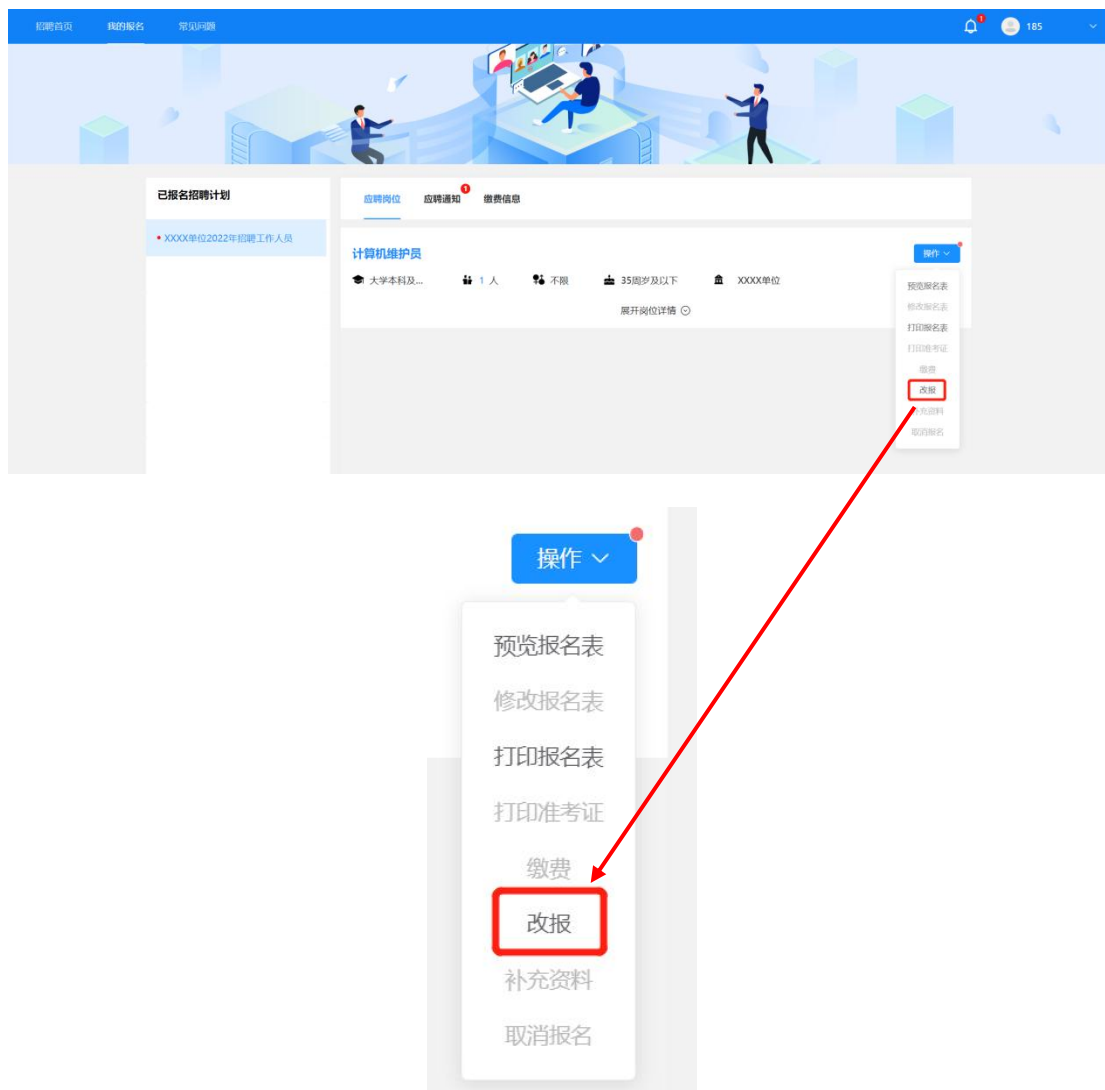 招聘首页 我的报名 常见问题 1 185
已报名招聘计划
应聘岗位 应聘通知 1 缴费信息
XXXX单位2022年招聘工作人员
计算机维护员 操作
大学本科及... 1 人 不限 35周岁及以下 XXXX单位
展开岗位详情
预览报名表
修改报名表
打印报名表
打印准考证
缴费
改报
补充资料
取消报名
操作
预览报名表
修改报名表
打印报名表
打印准考证
缴费
改报
补充资料
取消报名